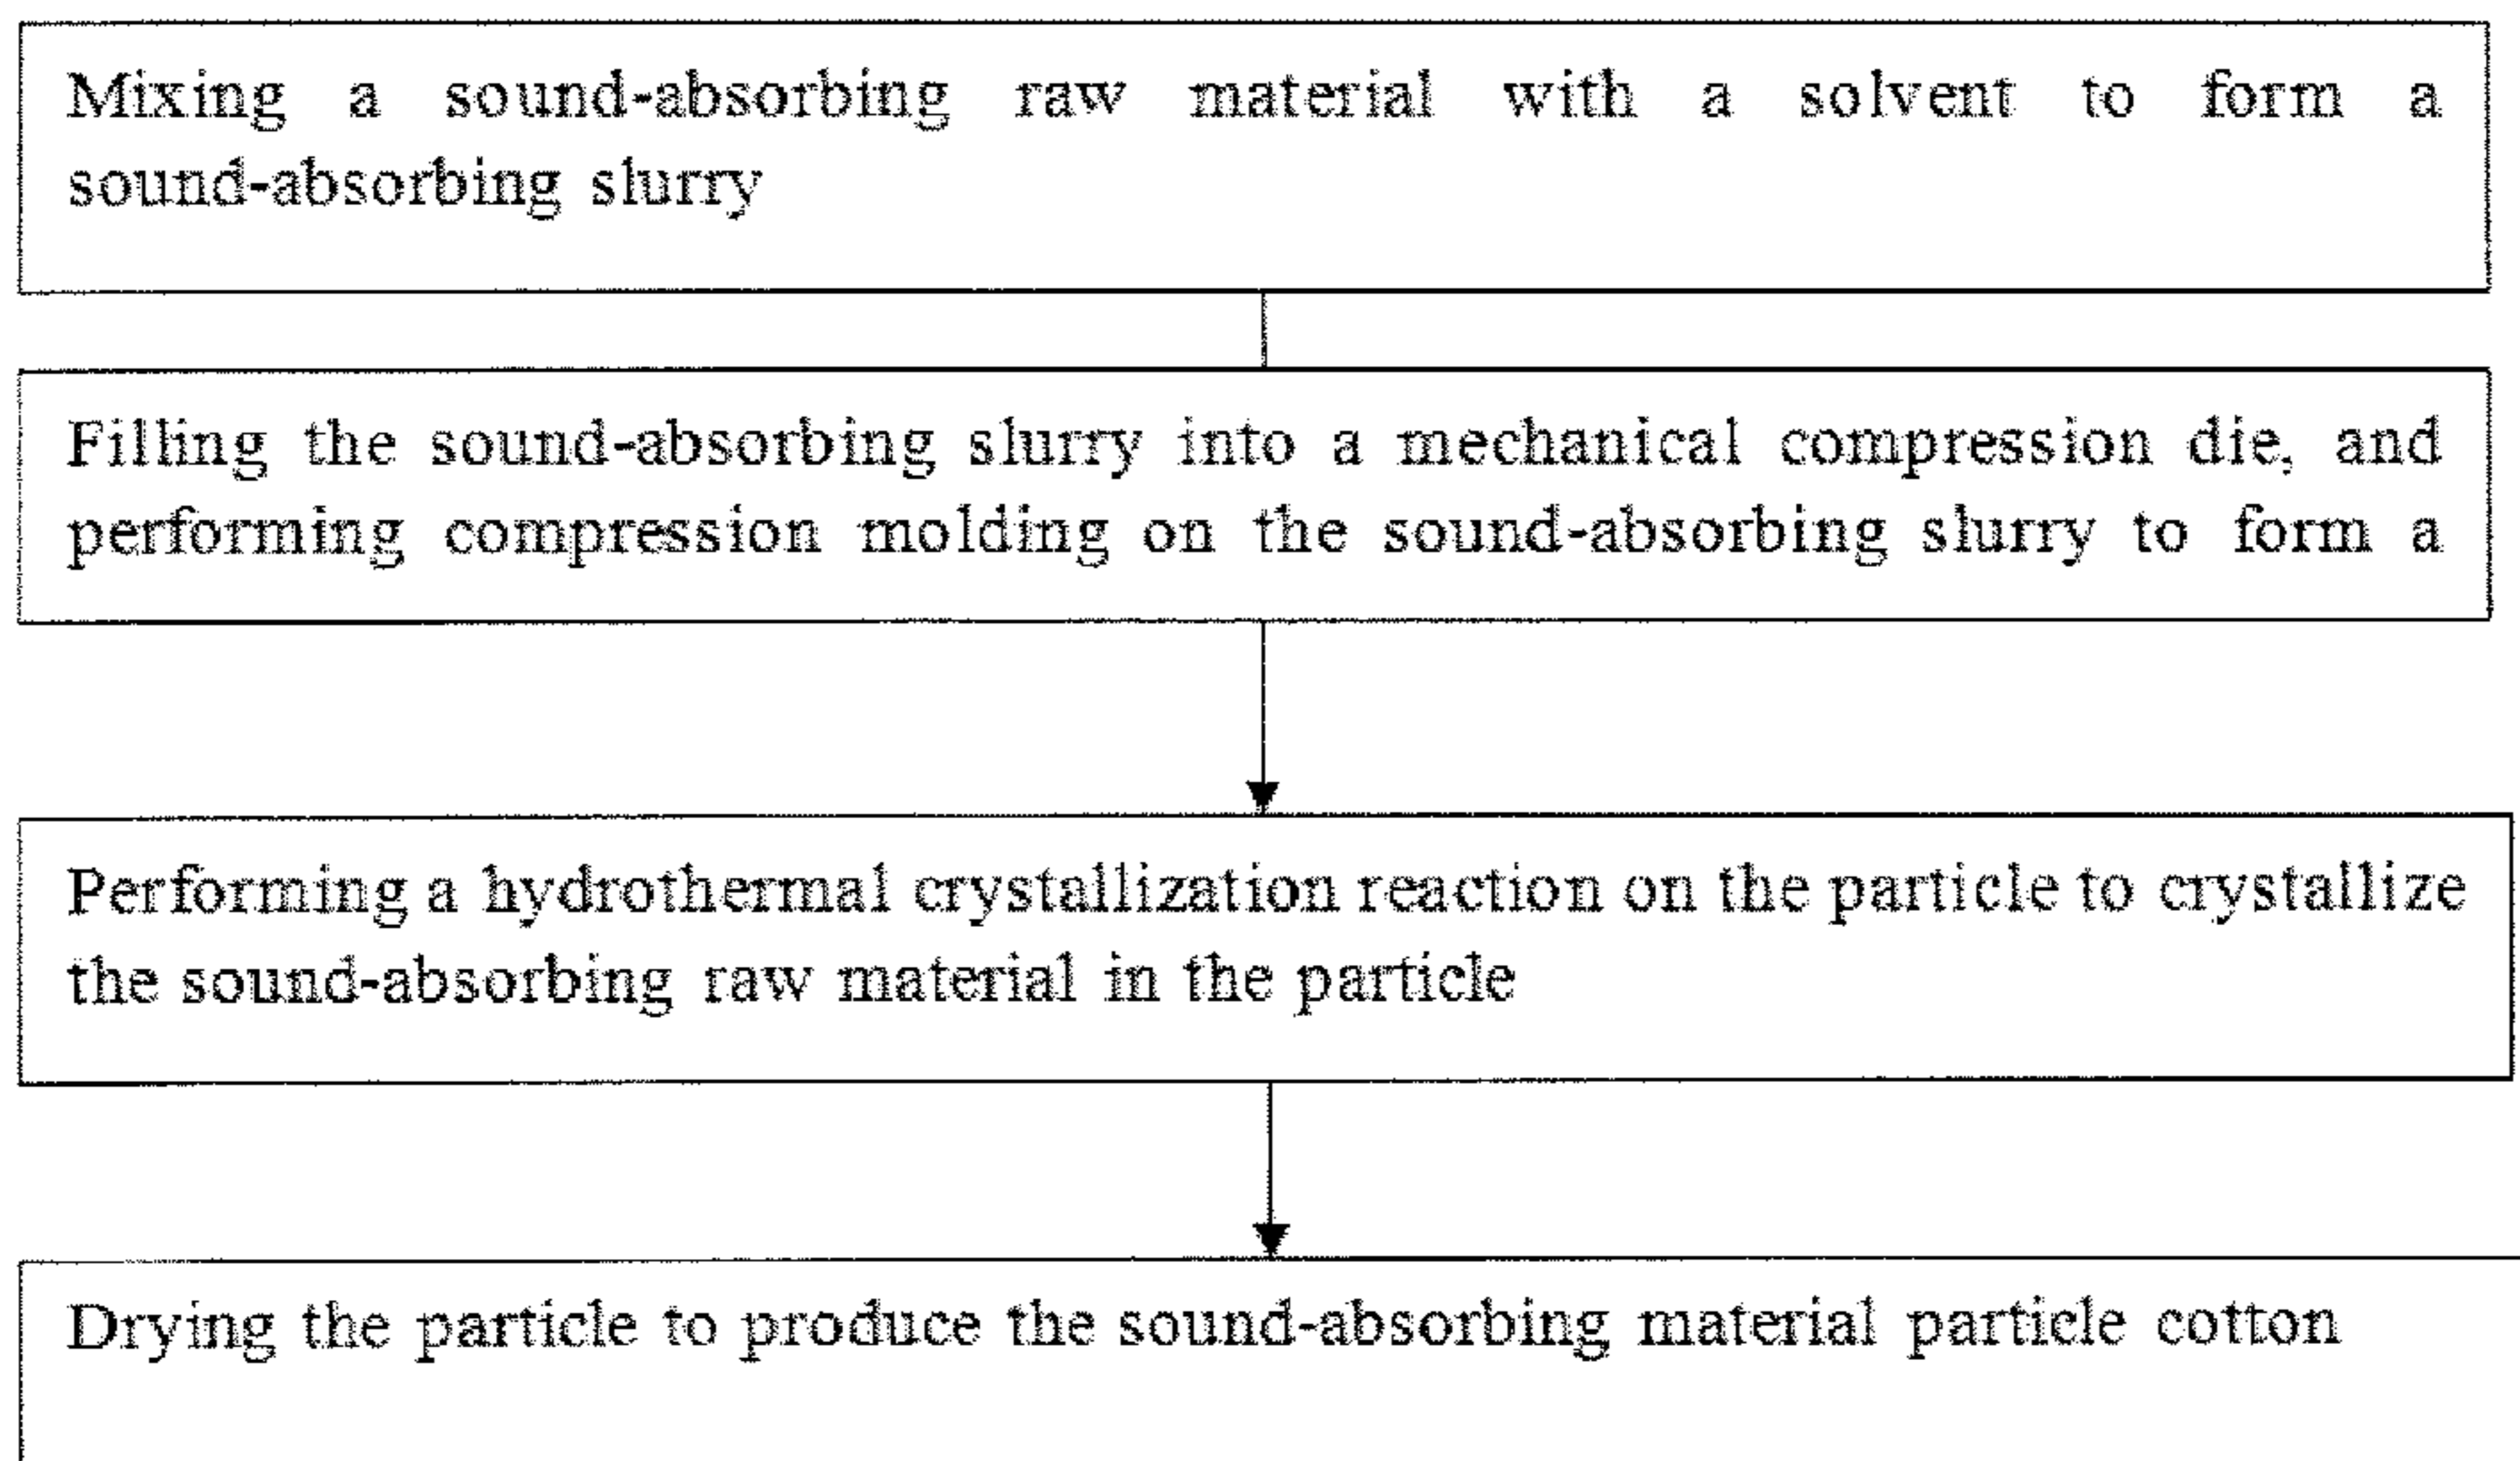 Mixing a sound-absorbing raw material with a solvent to form a
sound-absorbing slurry
Filling the sound-absorbing slurry into a mechanical compression die, and
performing compression molding on the sound-absorbing slurry to form a
Performing a hydrothermal crystallization reaction on the particle to crystallize
the sound-absorbing raw material in the particle
Drying the particle to produce the sound-absorbing material particle cotton